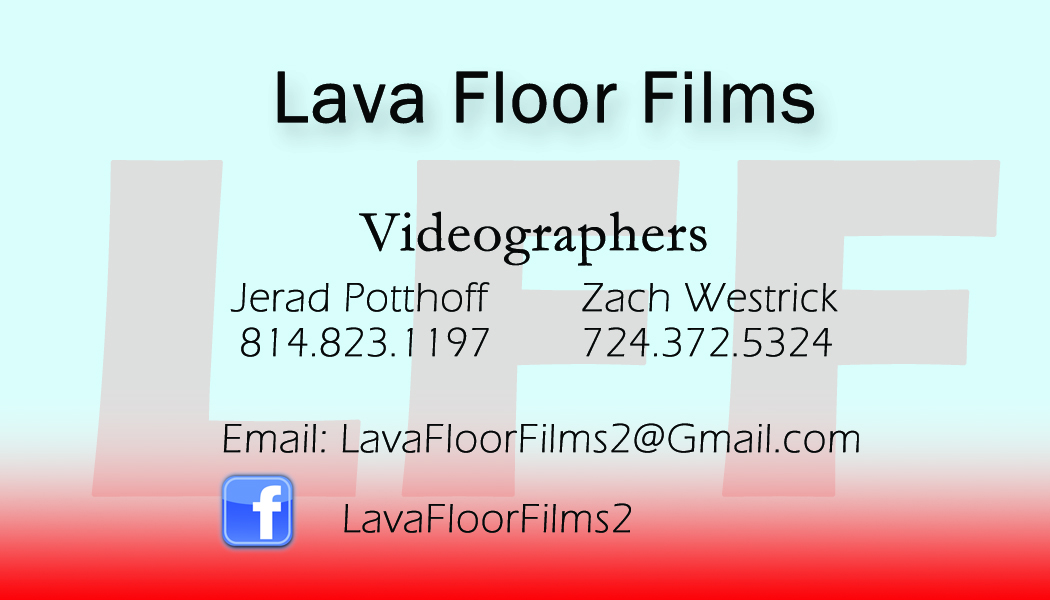 Lava Floor Films
LFF
Videographers
Jerad Potthoff Zach Westrick
814.823.1197 724.372.5324
Email: LavaFloorFilms2@Gmail.com
f LavaFloorFilms2